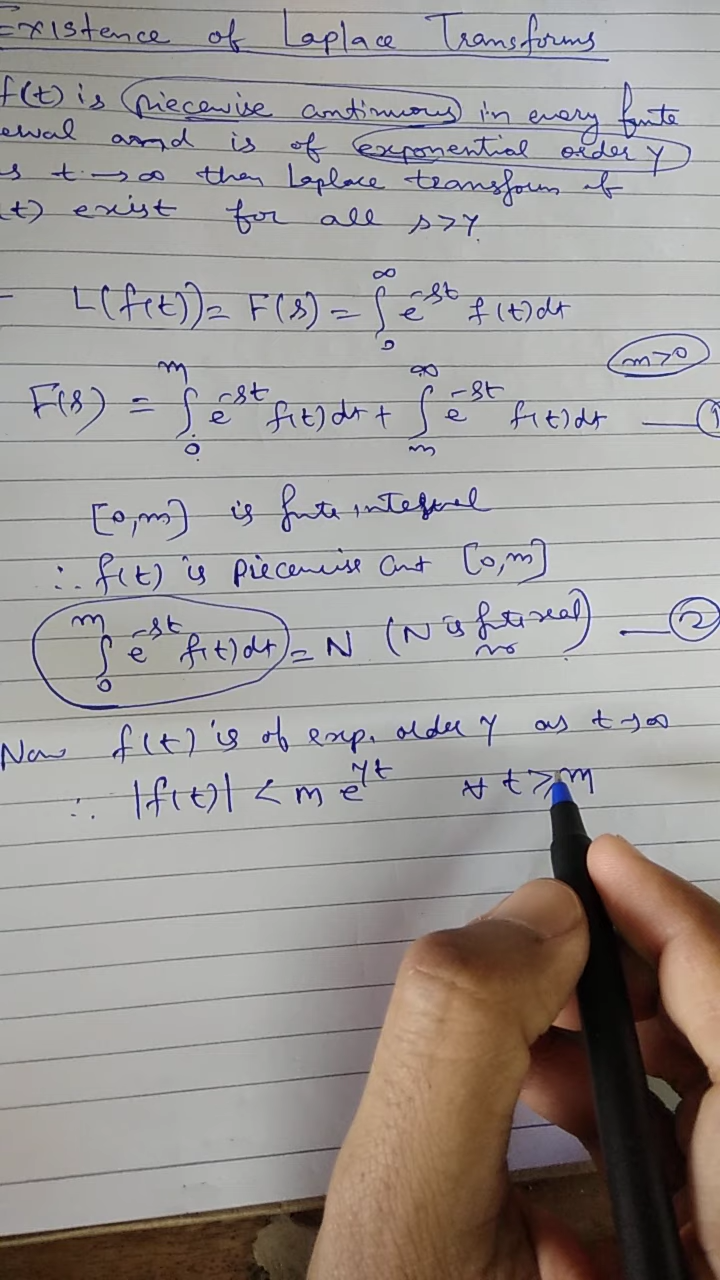 Existence of Laplace Transforms
f(t) is piecewise continuous in every finite
erval and is of exponential order γ
s t → ∞ then Laplace transform of
t) exist for all s>γ.
L(f(t)) = F(s) = ∫₀^∞ e^-st f(t)dt
m>0
F(s) = ∫₀^m e^-st f(t)dt + ∫ₘ^∞ e^-st f(t)dt — ①
[0,m] is finite integral
∴ f(t) is piecewise cont [0,m]
∫₀^m e^-st f(t)dt = N (N is finite real no) — ②
Now f(t) is of exp. order γ as t→∞
∴ |f(t)| < m e^γt ∀ t ≥ m